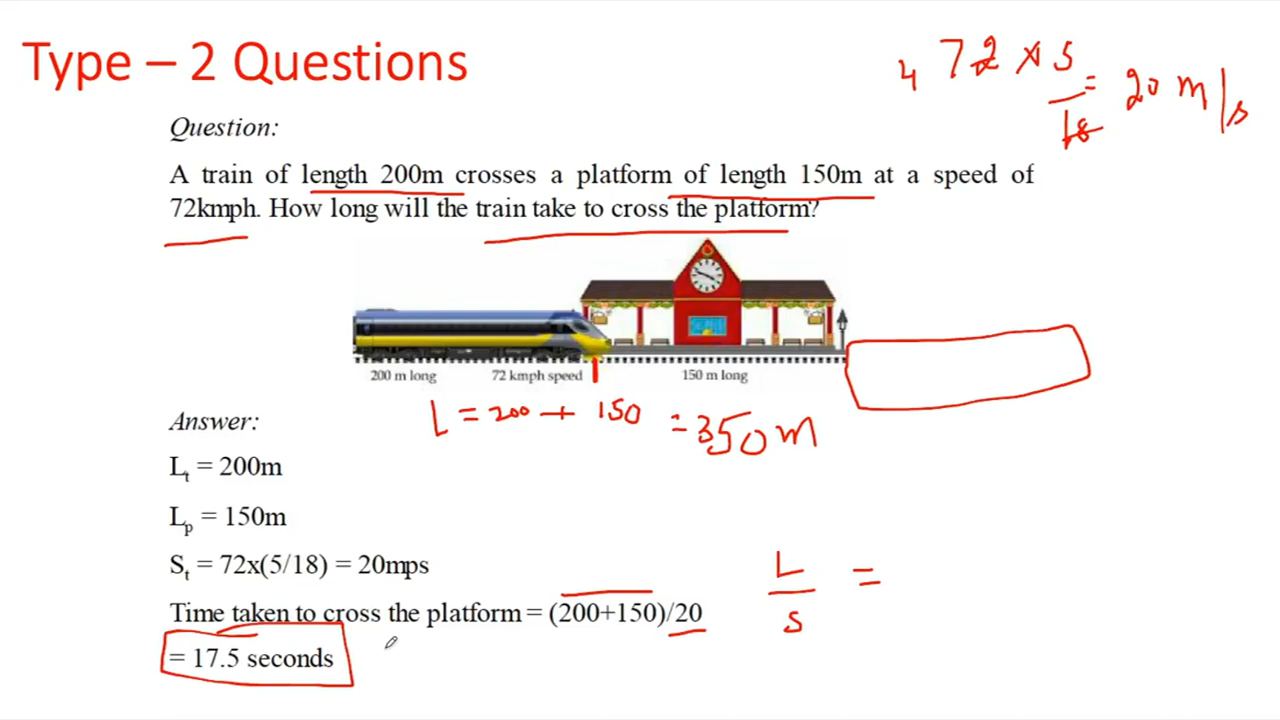 Type – 2 Questions
4 72 × 5/18 = 20 m/s
Question:
A train of length 200m crosses a platform of length 150m at a speed of
72kmph. How long will the train take to cross the platform?
200 m long 72 kmph speed 150 m long
L = 200 + 150 = 350m
Answer:
Lt = 200m
Lp = 150m
St = 72x(5/18) = 20mps
L/S =
Time taken to cross the platform = (200+150)/20
= 17.5 seconds